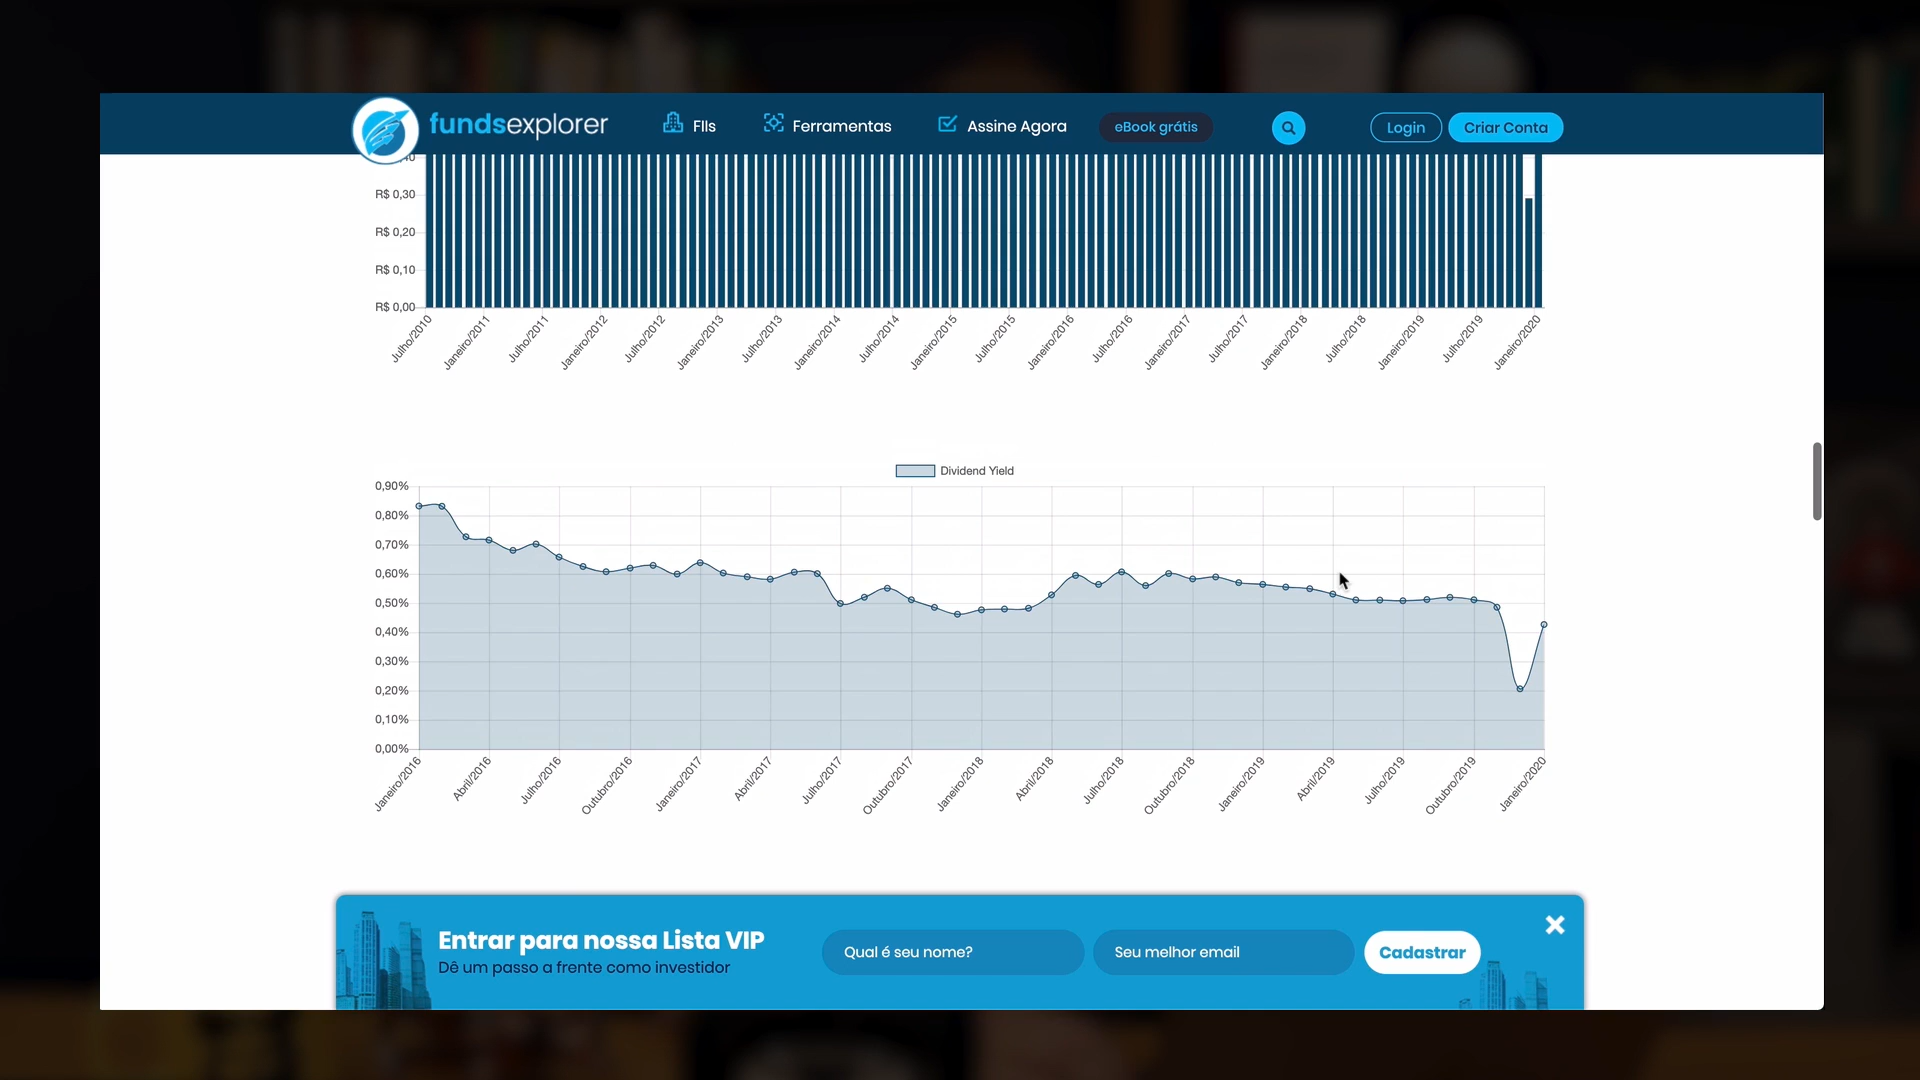 fundsexplorer
FIIs
Ferramentas
Assine Agora
eBook grátis
Login
Criar Conta
R$ 0,30
R$ 0,20
R$ 0,10
R$ 0,00
Julho/2010
Janeiro/2011
Julho/2011
Janeiro/2012
Julho/2012
Janeiro/2013
Julho/2013
Janeiro/2014
Julho/2014
Janeiro/2015
Julho/2015
Janeiro/2016
Julho/2016
Janeiro/2017
Julho/2017
Janeiro/2018
Julho/2018
Janeiro/2019
Julho/2019
Janeiro/2020
Dividend Yield
0,90%
0,80%
0,70%
0,60%
0,50%
0,40%
0,30%
0,20%
0,10%
0,00%
Janeiro/2016
Abril/2016
Julho/2016
Outubro/2016
Janeiro/2017
Abril/2017
Julho/2017
Outubro/2017
Janeiro/2018
Abril/2018
Julho/2018
Outubro/2018
Janeiro/2019
Abril/2019
Julho/2019
Outubro/2019
Janeiro/2020
Entrar para nossa Lista VIP
Dê um passo a frente como investidor
Qual é seu nome?
Seu melhor email
Cadastrar